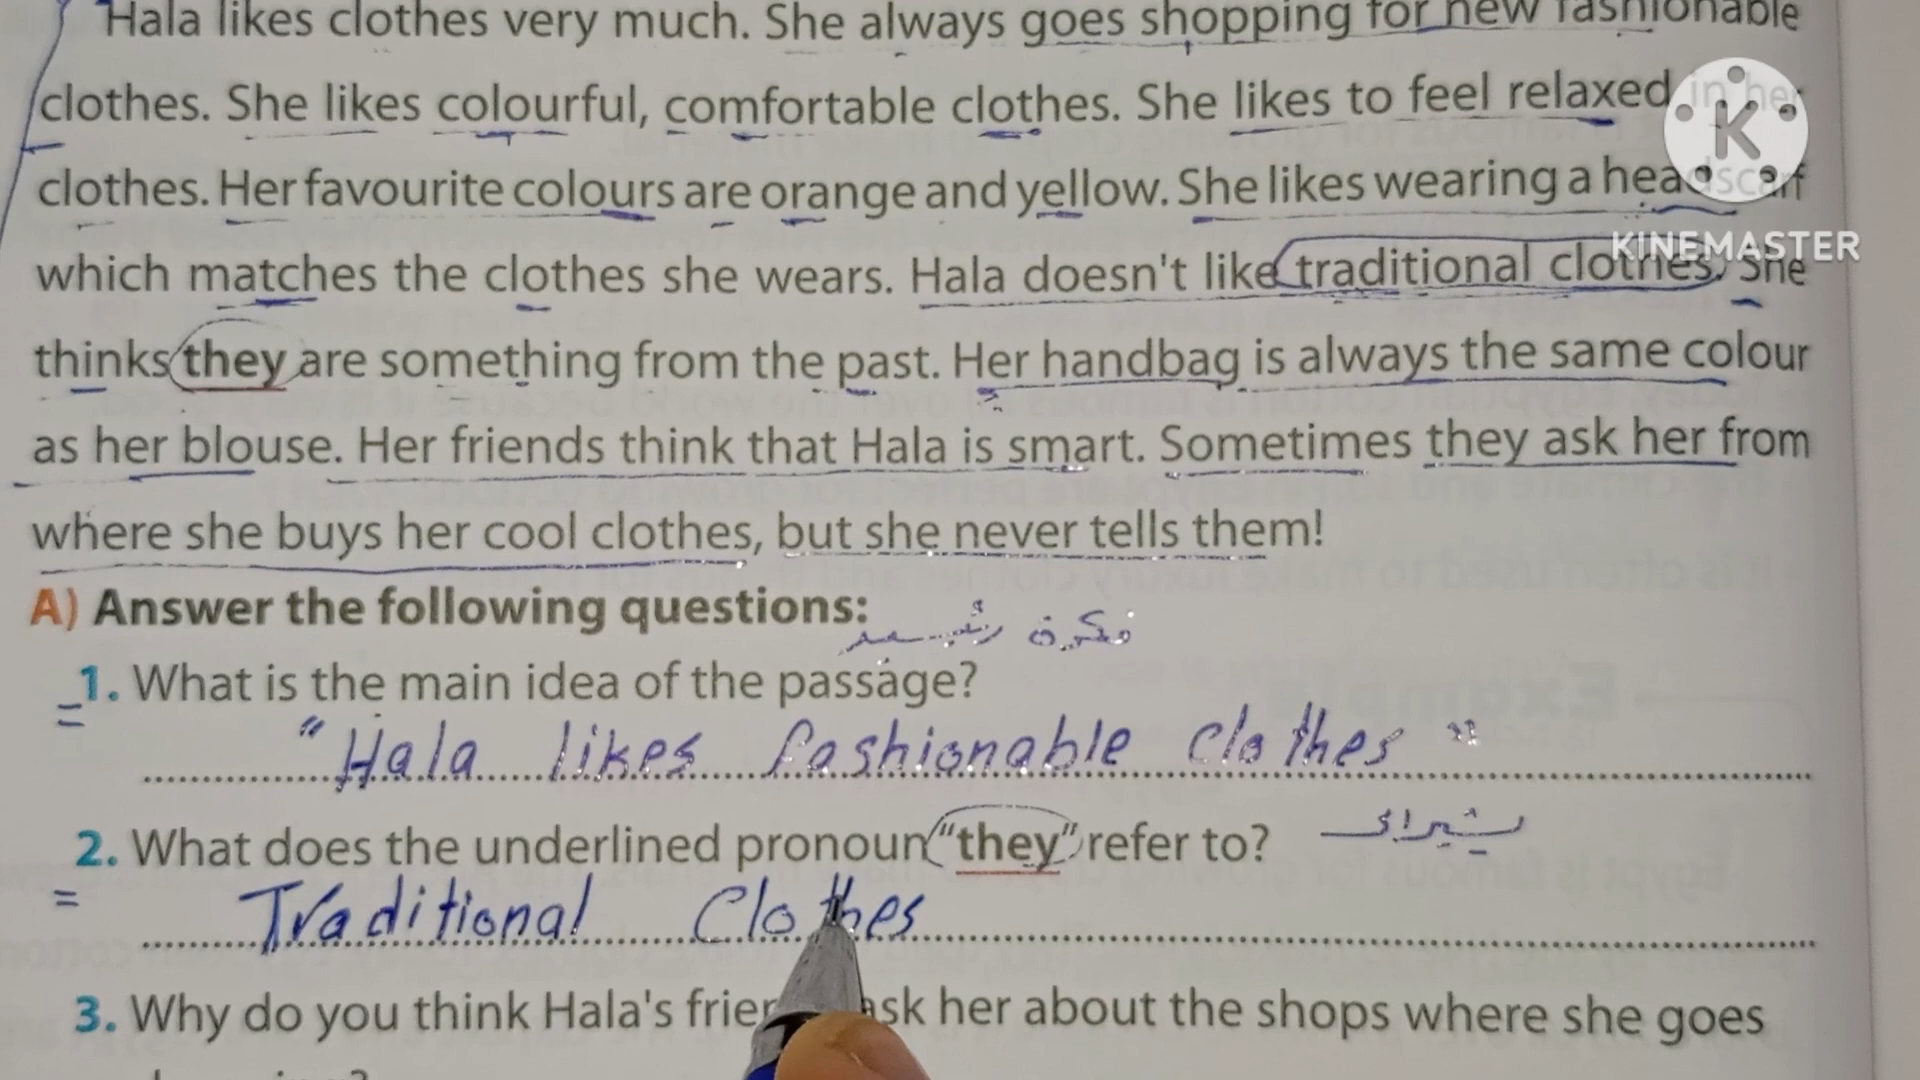 Hala likes clothes very much. She always goes shopping for new fashionable
clothes. She likes colourful, comfortable clothes. She likes to feel relaxed in her
clothes. Her favourite colours are orange and yellow. She likes wearing a headscarf
which matches the clothes she wears. Hala doesn't like traditional clothes. She
thinks they are something from the past. Her handbag is always the same colour
as her blouse. Her friends think that Hala is smart. Sometimes they ask her from
where she buys her cool clothes, but she never tells them!
K
KINEMASTER
A) Answer the following questions:
فكرة
1. What is the main idea of the passage?
"Hala likes fashionable clothes"
2. What does the underlined pronoun "they" refer to?
Traditional Clothes
3. Why do you think Hala's ask her about the shops where she goes